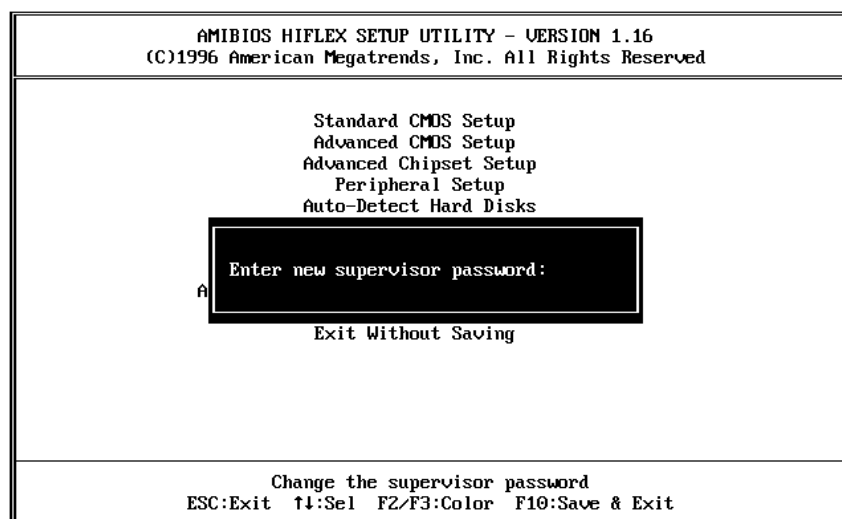 AMIBIOS HIFLEX SETUP UTILITY - VERSION 1.16
(C)1996 American Megatrends, Inc. All Rights Reserved
Standard CMOS Setup
Advanced CMOS Setup
Advanced Chipset Setup
Peripheral Setup
Auto-Detect Hard Disks
Enter new supervisor password:
A
Exit Without Saving
Change the supervisor password
ESC:Exit ↑↓:Sel F2/F3:Color F10:Save & Exit